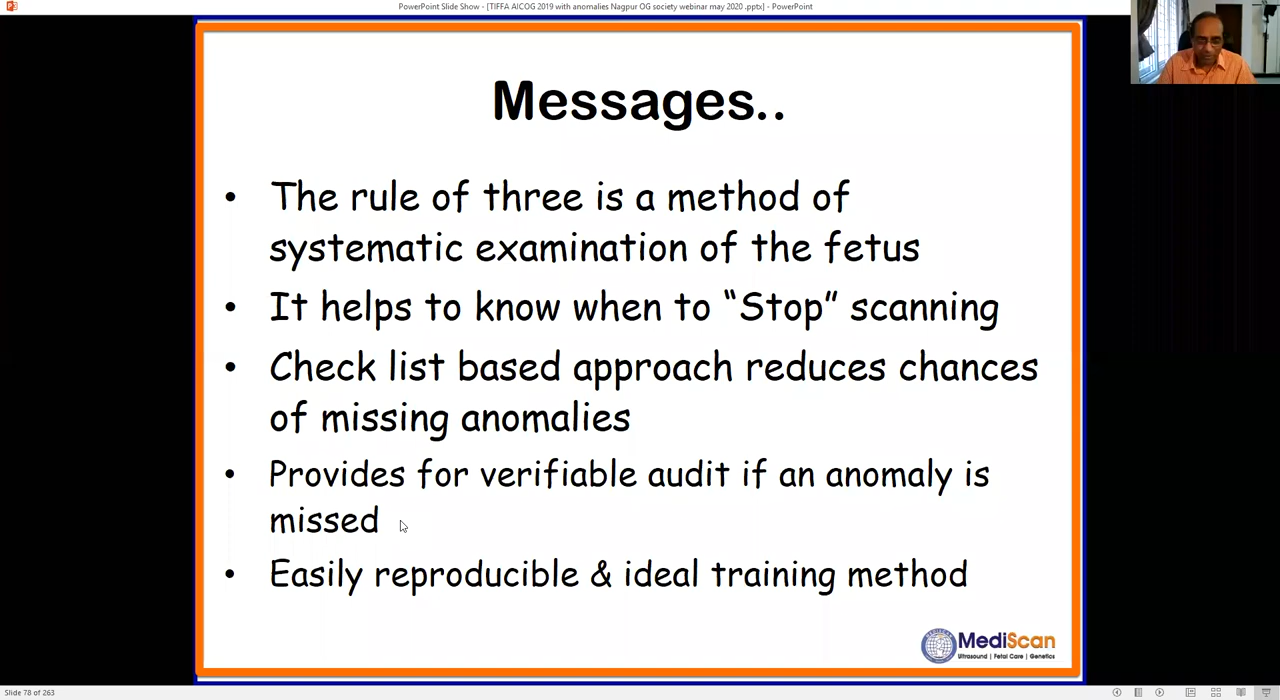 PowerPoint Slide Show - [TIFFA AICOG 2019 with anomalies Nagpur OG society webinar may 2020 .pptx] - PowerPoint
Messages..
• The rule of three is a method of
systematic examination of the fetus
• It helps to know when to “Stop” scanning
• Check list based approach reduces chances
of missing anomalies
• Provides for verifiable audit if an anomaly is
missed
• Easily reproducible & ideal training method
MediScan
Ultrasound | Fetal Care | Genetics
Slide 78 of 263